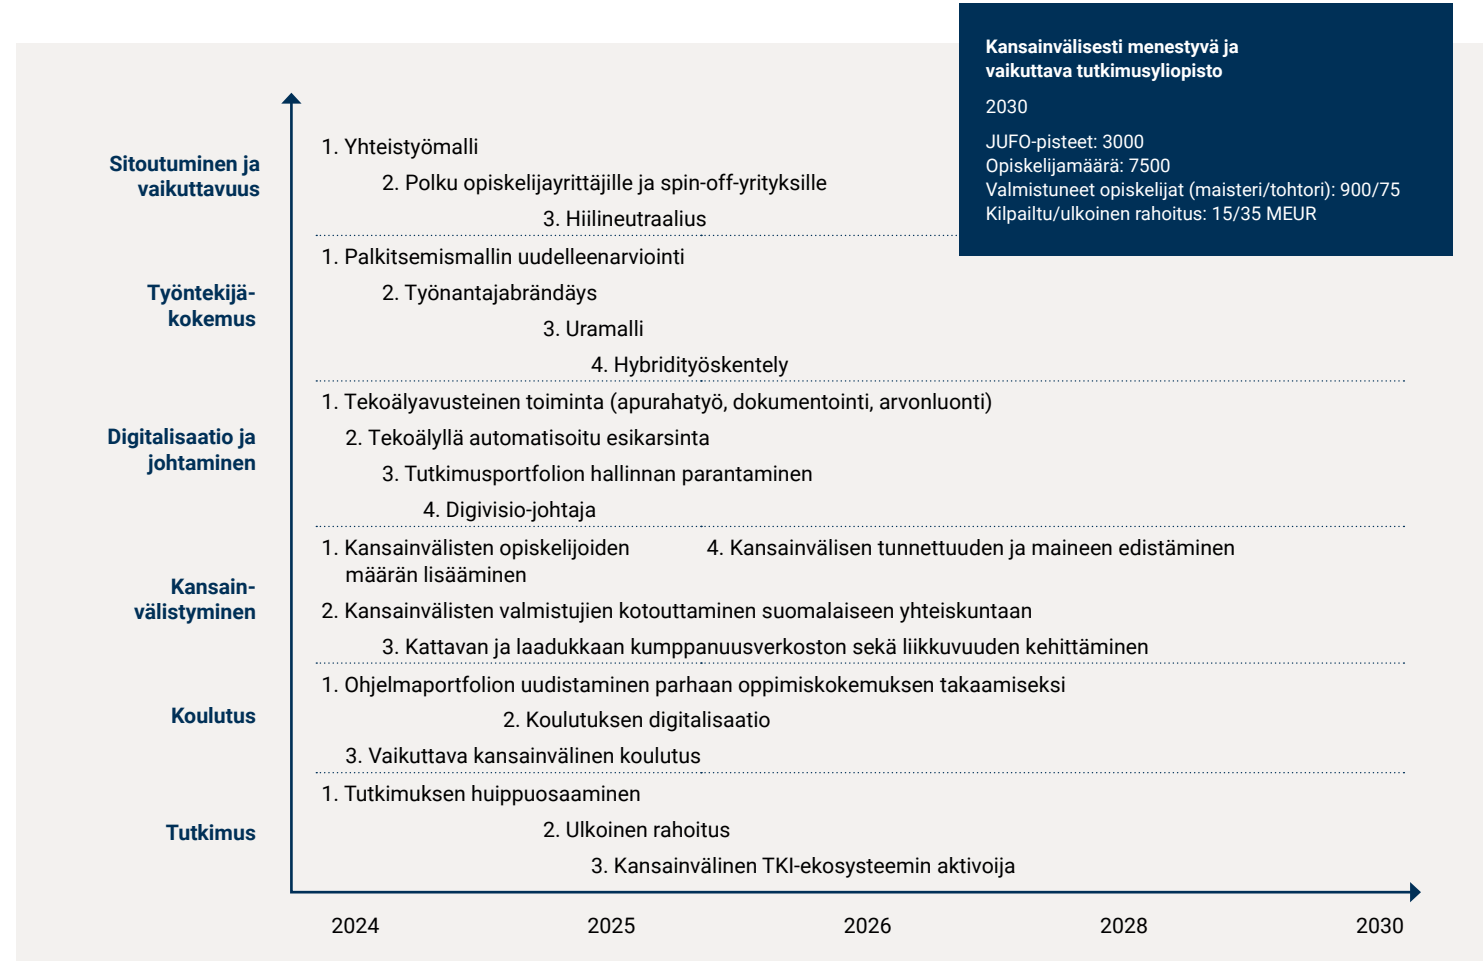 Kansainvälisesti menestyvä ja
vaikuttava tutkimusyliopisto
2030
JUFO-pisteet: 3000
Opiskelijamäärä: 7500
Valmistuneet opiskelijat (maisteri/tohtori): 900/75
Kilpailtu/ulkoinen rahoitus: 15/35 MEUR
Sitoutuminen ja
vaikuttavuus
1. Yhteistyömalli
2. Polku opiskelijayrittäjille ja spin-off-yrityksille
3. Hiilineutraalius
Työntekijä-
kokemus
1. Palkitsemismallin uudelleenarviointi
2. Työnantajabrändäys
3. Uramalli
4. Hybridityöskentely
Digitalisaatio ja
johtaminen
1. Tekoälyavusteinen toiminta (apurahatyö, dokumentointi, arvonluonti)
2. Tekoälyllä automatisoitu esikarsinta
3. Tutkimusportfolion hallinnan parantaminen
4. Digivisio-johtaja
Kansain-
välistyminen
1. Kansainvälisten opiskelijoiden
määrän lisääminen
4. Kansainvälisen tunnettuuden ja maineen edistäminen
2. Kansainvälisten valmistujien kotouttaminen suomalaiseen yhteiskuntaan
3. Kattavan ja laadukkaan kumppanuusverkoston sekä liikkuvuuden kehittäminen
Koulutus
1. Ohjelmaportfolion uudistaminen parhaan oppimiskokemuksen takaamiseksi
2. Koulutuksen digitalisaatio
3. Vaikuttava kansainvälinen koulutus
Tutkimus
1. Tutkimuksen huippuosaaminen
2. Ulkoinen rahoitus
3. Kansainvälinen TKI-ekosysteemin aktivoija
2024
2025
2026
2028
2030